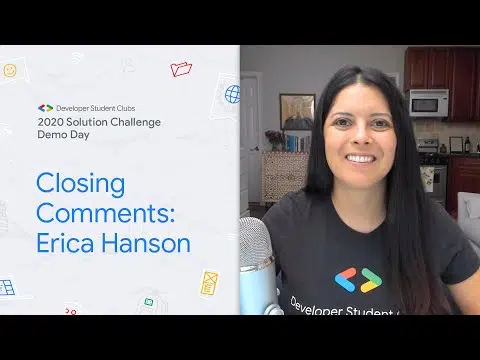 Developer Student Clubs
2020 Solution Challenge
Demo Day
Closing
Comments:
Erica Hanson
Developer Student